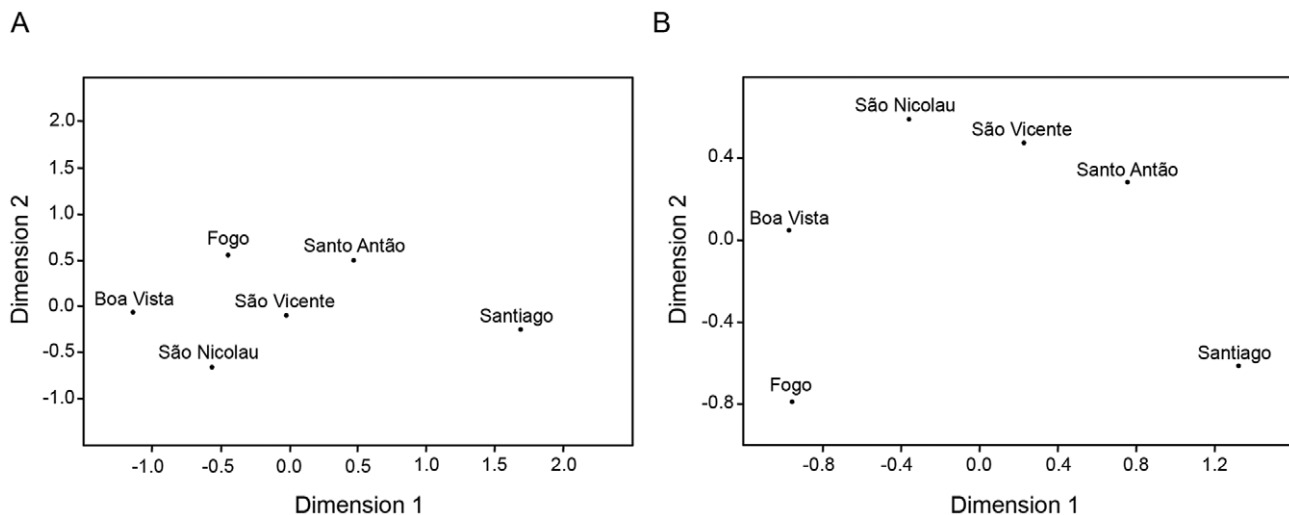 A
Dimension 2
2.0
1.5
1.0
0.5
0.0
-0.5
-1.0
Fogo
Santo Antão
Boa Vista
São Vicente
Santiago
São Nicolau
-1.0 -0.5 0.0 0.5 1.0 1.5 2.0
Dimension 1
B
Dimension 2
0.4
0.0
-0.4
-0.8
São Nicolau
São Vicente
Santo Antão
Boa Vista
Santiago
Fogo
-0.8 -0.4 0.0 0.4 0.8 1.2
Dimension 1